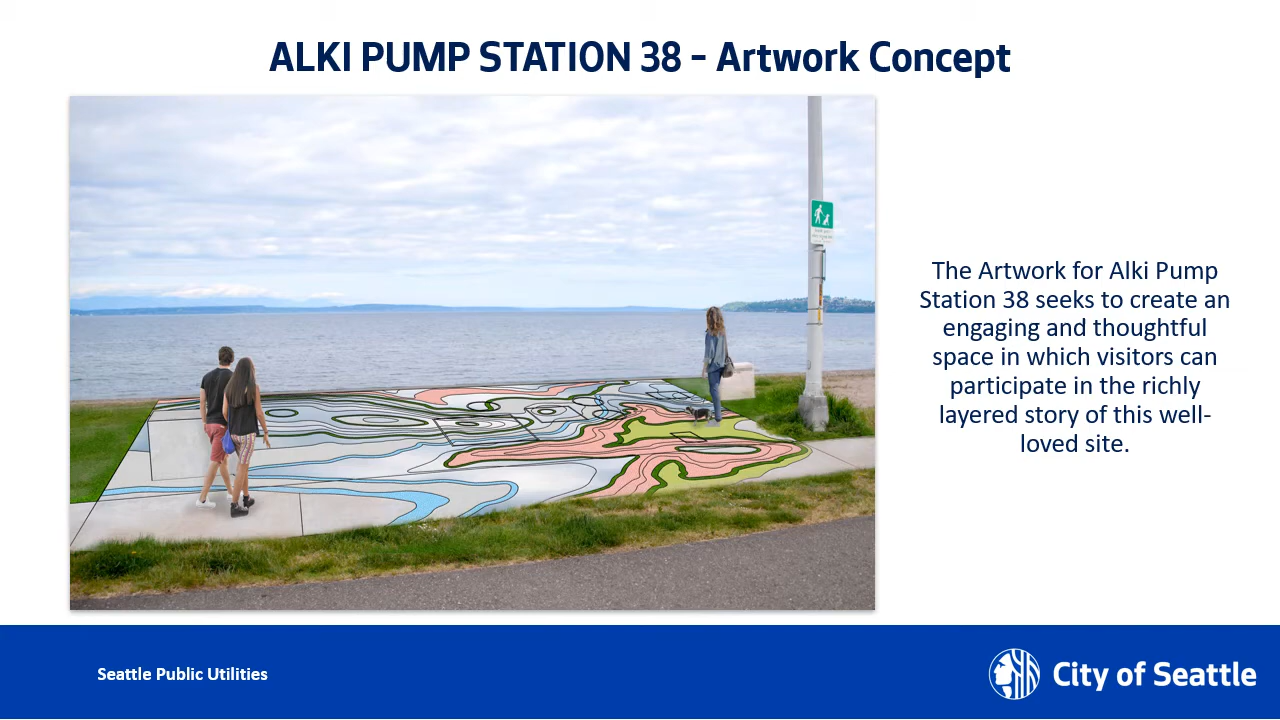 ALKI PUMP STATION 38 – Artwork Concept
The Artwork for Alki Pump
Station 38 seeks to create an
engaging and thoughtful
space in which visitors can
participate in the richly
layered story of this well-
loved site.
Seattle Public Utilities
City of Seattle